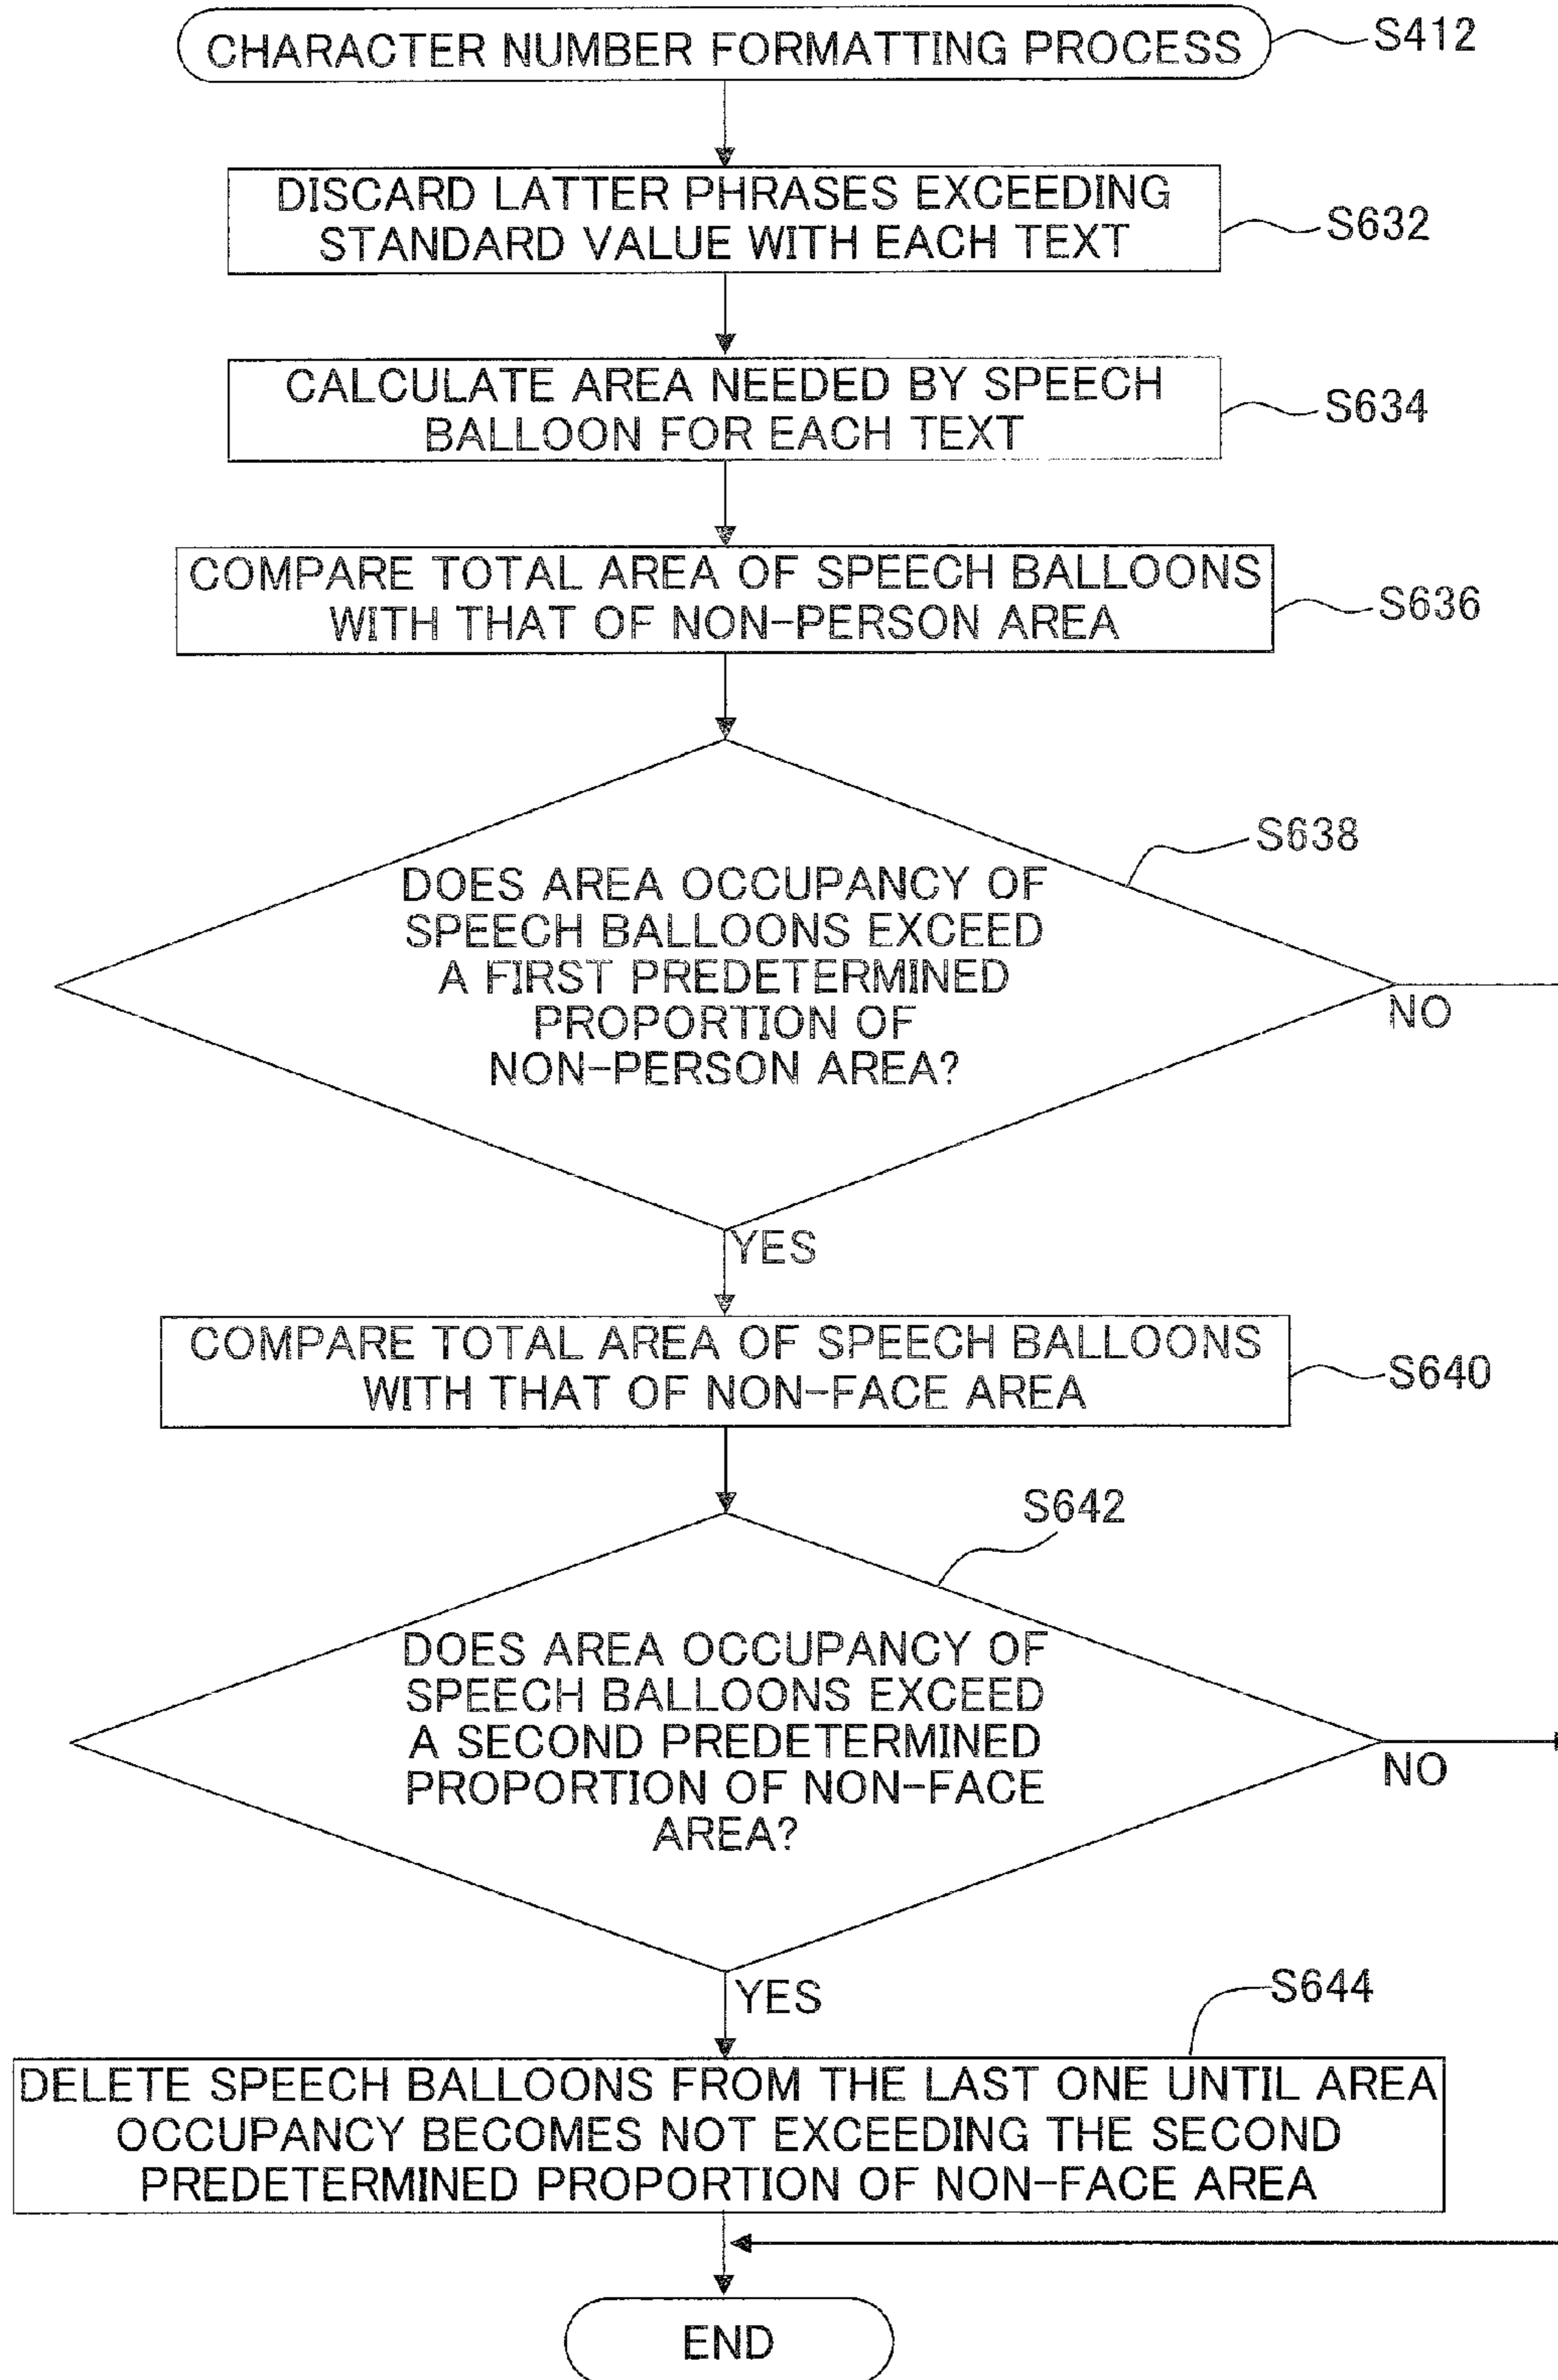 CHARACTER NUMBER FORMATTING PROCESS
S412
DISCARD LATTER PHRASES EXCEEDING
STANDARD VALUE WITH EACH TEXT
S632
CALCULATE AREA NEEDED BY SPEECH
BALLOON FOR EACH TEXT
S634
COMPARE TOTAL AREA OF SPEECH BALLOONS
WITH THAT OF NON-PERSON AREA
S636
S638
DOES AREA OCCUPANCY OF
SPEECH BALLOONS EXCEED
A FIRST PREDETERMINED
PROPORTION OF
NON-PERSON AREA?
NO
YES
COMPARE TOTAL AREA OF SPEECH BALLOONS
WITH THAT OF NON-FACE AREA
S640
S642
DOES AREA OCCUPANCY OF
SPEECH BALLOONS EXCEED
A SECOND PREDETERMINED
PROPORTION OF NON-FACE
AREA?
NO
YES
S644
DELETE SPEECH BALLOONS FROM THE LAST ONE UNTIL AREA
OCCUPANCY BECOMES NOT EXCEEDING THE SECOND
PREDETERMINED PROPORTION OF NON-FACE AREA
END